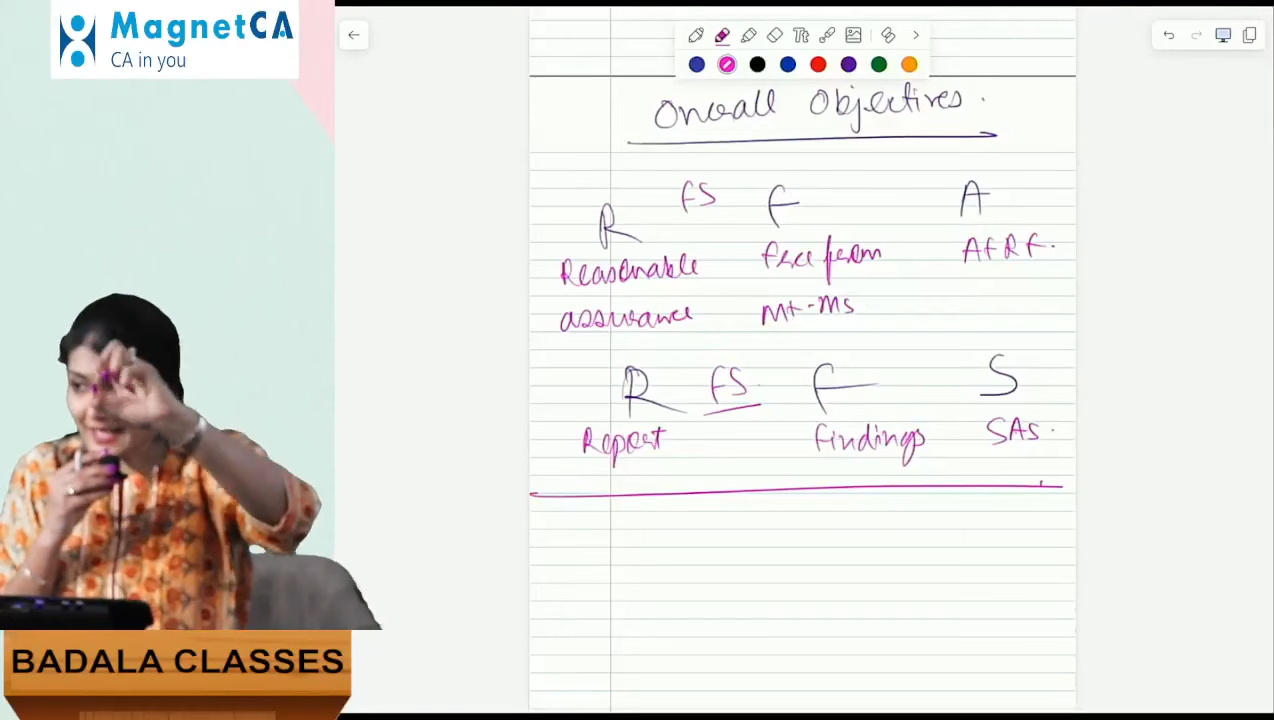 MagnetCA
CA in you
Overall Objectives.
R FS F A
Reasonable free from AFRF.
assurance Mt-Ms
R FS F S
Report findings SAs.
BADALA CLASSES